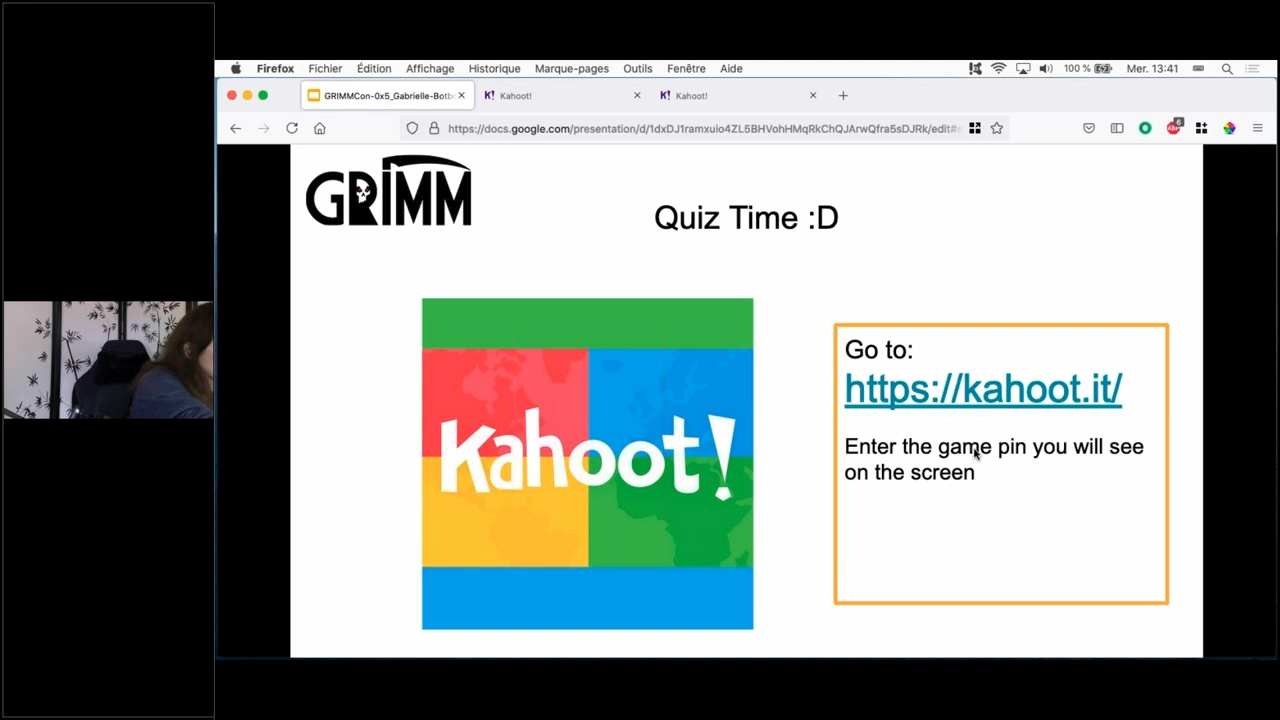 Firefox Fichier Édition Affichage Historique Marque-pages Outils Fenêtre Aide 100 % Mer. 13:41
GRIMMCon-0x5_Gabrielle-Botb K! Kahoot! K! Kahoot!
https://docs.google.com/presentation/d/ 6
GRIMM
Quiz Time :D
Kahoot!
Go to:
https://kahoot.it/
Enter the game pin you will see
on the screen